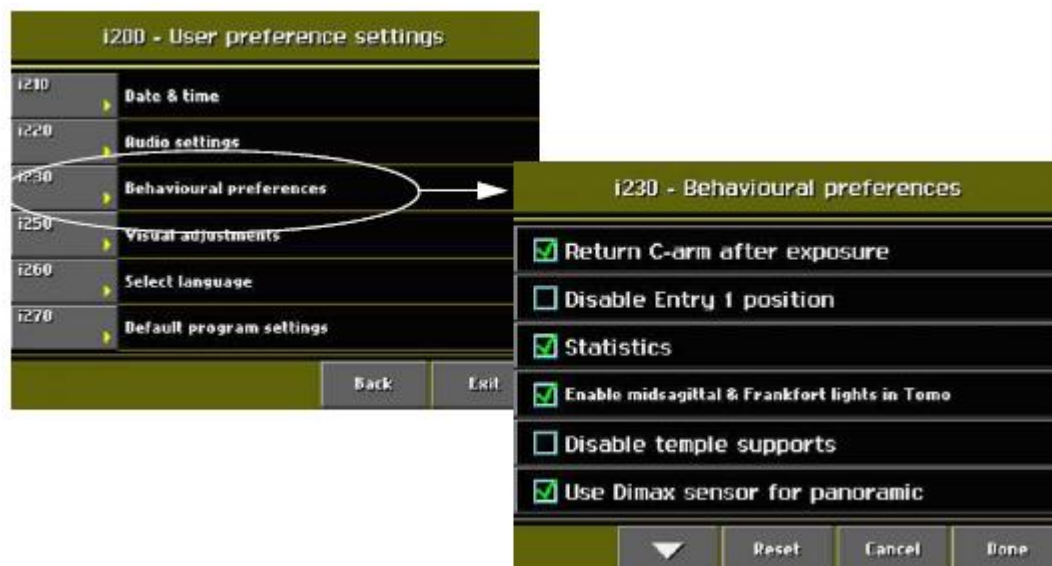 i200 - User preference settings
i210
Date & time
i220
Audio settings
i230
Behavioural preferences
i250
Visual adjustments
i260
Select language
i270
Default program settings
Back Exit
i230 - Behavioural preferences
Return C-arm after exposure
Disable Entry 1 position
Statistics
Enable midsagittal & Frankfort lights in Tomo
Disable temple supports
Use Dimax sensor for panoramic
Reset Cancel Done